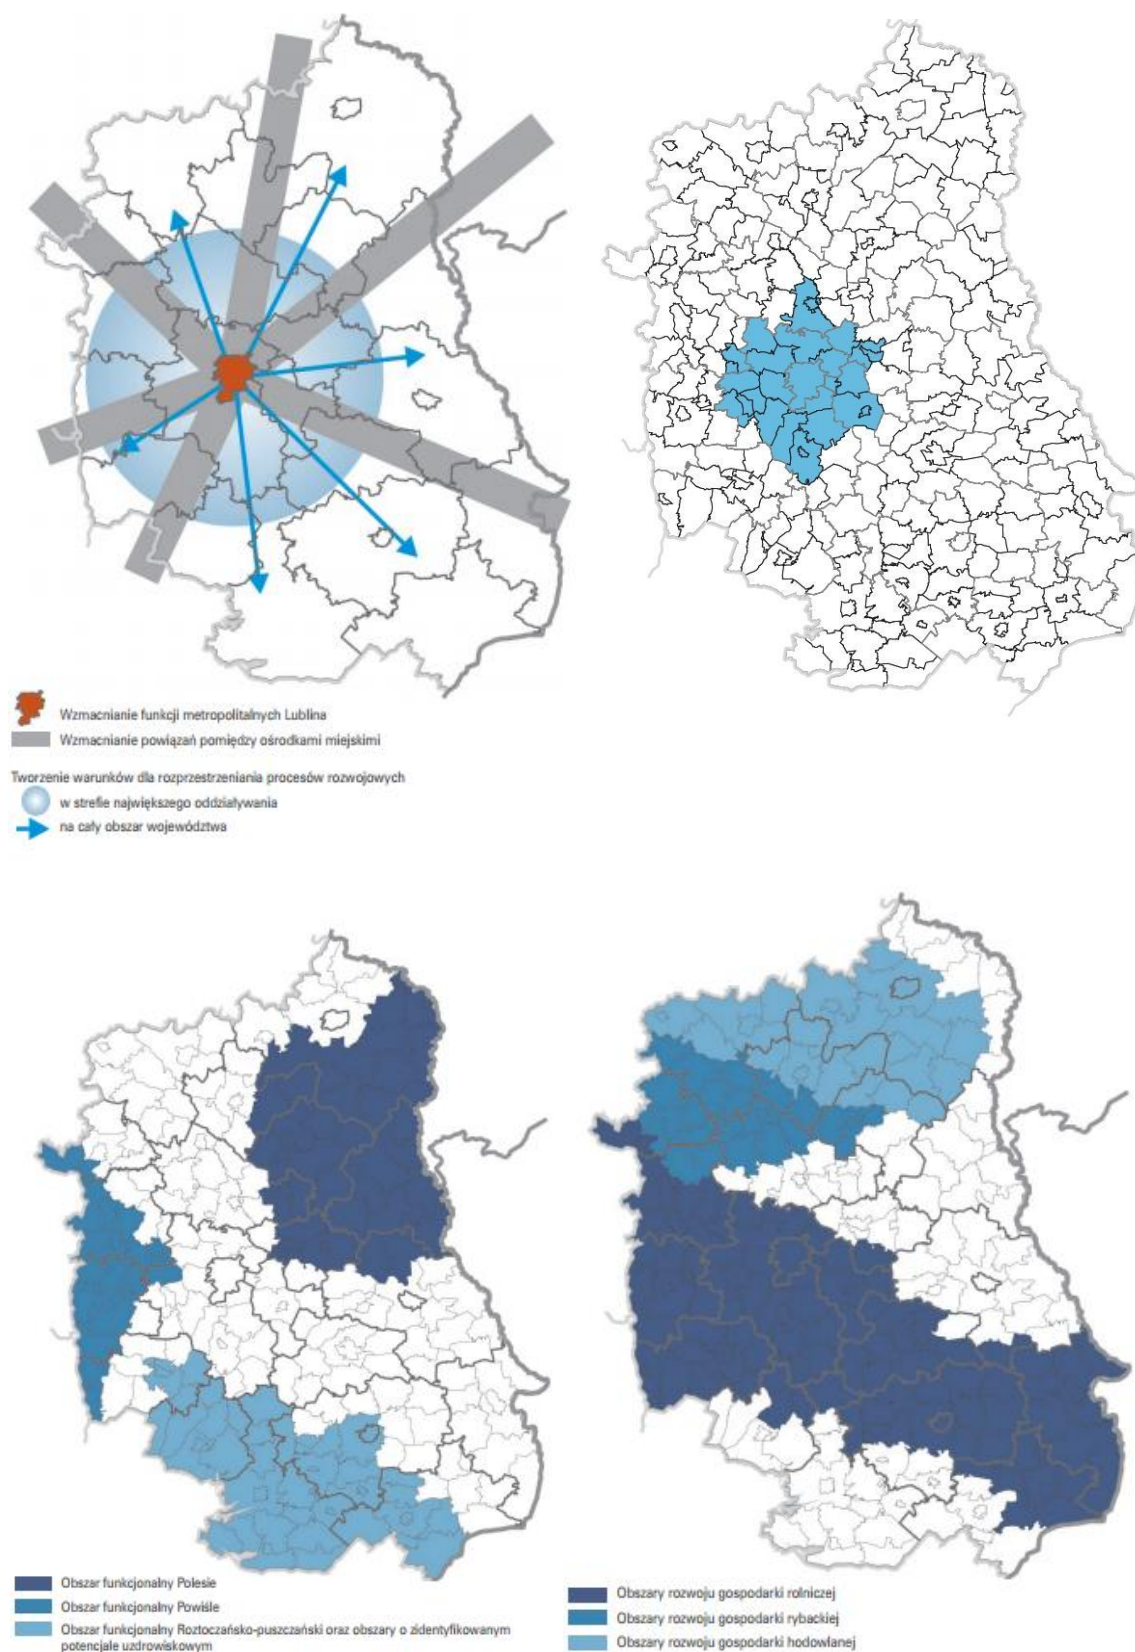 Wzmacnianie funkcji metropolitalnych Lublina
Wzmacnianie powiązań pomiędzy ośrodkami miejskimi
Tworzenie warunków dla rozprzestrzeniania procesów rozwojowych
w strefie największego oddziaływania
na cały obszar województwa
Obszar funkcjonalny Polesie
Obszar funkcjonalny Powiśle
Obszar funkcjonalny Roztoczańsko-puszczański oraz obszary o zidentyfikowanym
potencjale uzdrowiskowym
Obszary rozwoju gospodarki rolniczej
Obszary rozwoju gospodarki rybackiej
Obszary rozwoju gospodarki hodowlanej